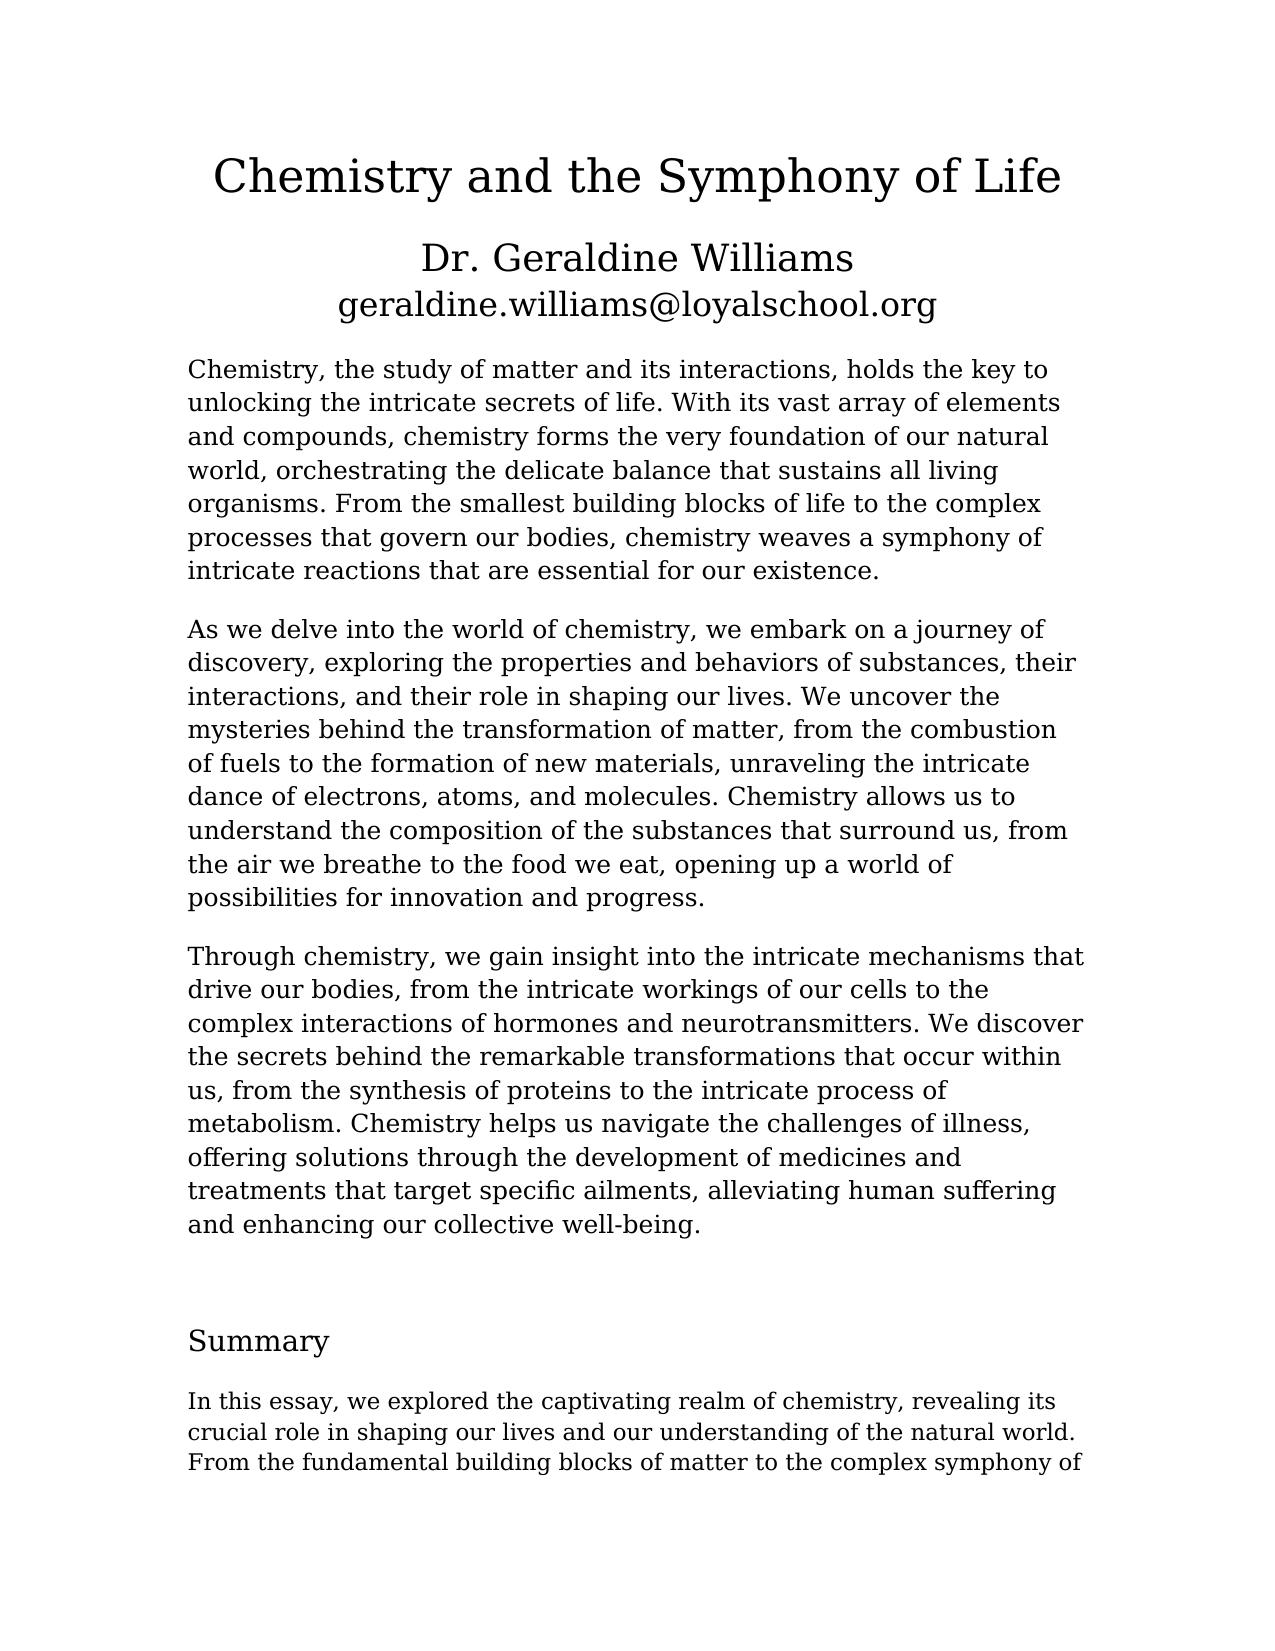 Chemistry and the Symphony of Life
Dr. Geraldine Williams
geraldine.williams@loyalschool.org
Chemistry, the study of matter and its interactions, holds the key to
unlocking the intricate secrets of life. With its vast array of elements
and compounds, chemistry forms the very foundation of our natural
world, orchestrating the delicate balance that sustains all living
organisms. From the smallest building blocks of life to the complex
processes that govern our bodies, chemistry weaves a symphony of
intricate reactions that are essential for our existence.
As we delve into the world of chemistry, we embark on a journey of
discovery, exploring the properties and behaviors of substances, their
interactions, and their role in shaping our lives. We uncover the
mysteries behind the transformation of matter, from the combustion
of fuels to the formation of new materials, unraveling the intricate
dance of electrons, atoms, and molecules. Chemistry allows us to
understand the composition of the substances that surround us, from
the air we breathe to the food we eat, opening up a world of
possibilities for innovation and progress.
Through chemistry, we gain insight into the intricate mechanisms that
drive our bodies, from the intricate workings of our cells to the
complex interactions of hormones and neurotransmitters. We discover
the secrets behind the remarkable transformations that occur within
us, from the synthesis of proteins to the intricate process of
metabolism. Chemistry helps us navigate the challenges of illness,
offering solutions through the development of medicines and
treatments that target specific ailments, alleviating human suffering
and enhancing our collective well-being.
Summary
In this essay, we explored the captivating realm of chemistry, revealing its
crucial role in shaping our lives and our understanding of the natural world.
From the fundamental building blocks of matter to the complex symphony of